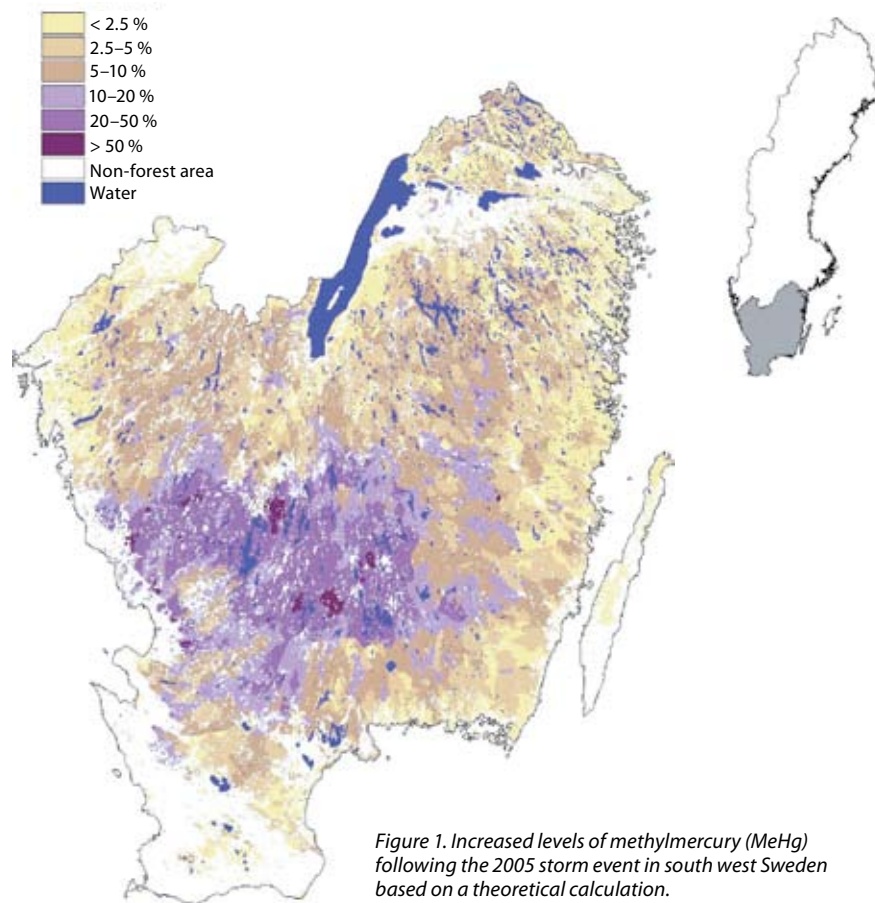 < 2.5 %
2.5–5 %
5–10 %
10–20 %
20–50 %
> 50 %
Non-forest area
Water
Figure 1. Increased levels of methylmercury (MeHg)
following the 2005 storm event in south west Sweden
based on a theoretical calculation.